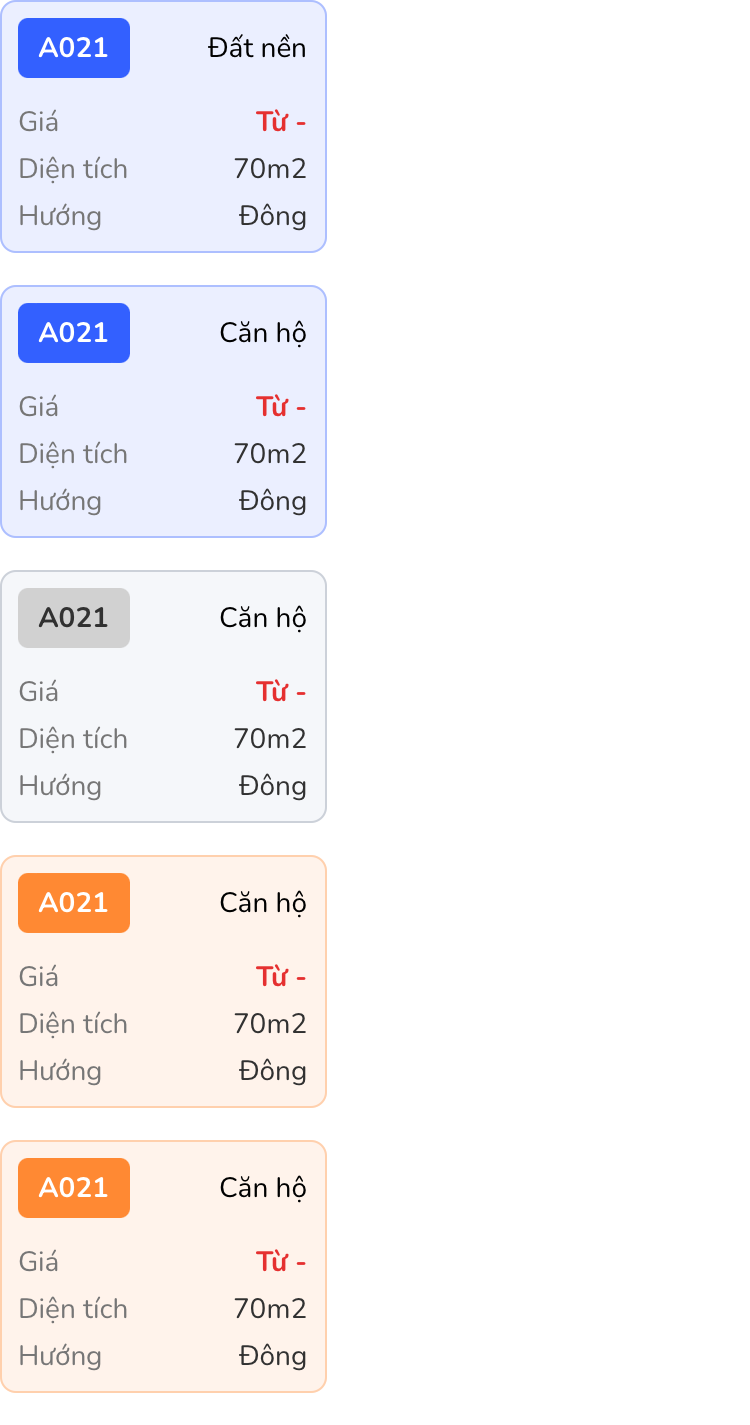 A021 Đất nền
Giá Từ -
Diện tích 70m2
Hướng Đông
A021 Căn hộ
Giá Từ -
Diện tích 70m2
Hướng Đông
A021 Căn hộ
Giá Từ -
Diện tích 70m2
Hướng Đông
A021 Căn hộ
Giá Từ -
Diện tích 70m2
Hướng Đông
A021 Căn hộ
Giá Từ -
Diện tích 70m2
Hướng Đông